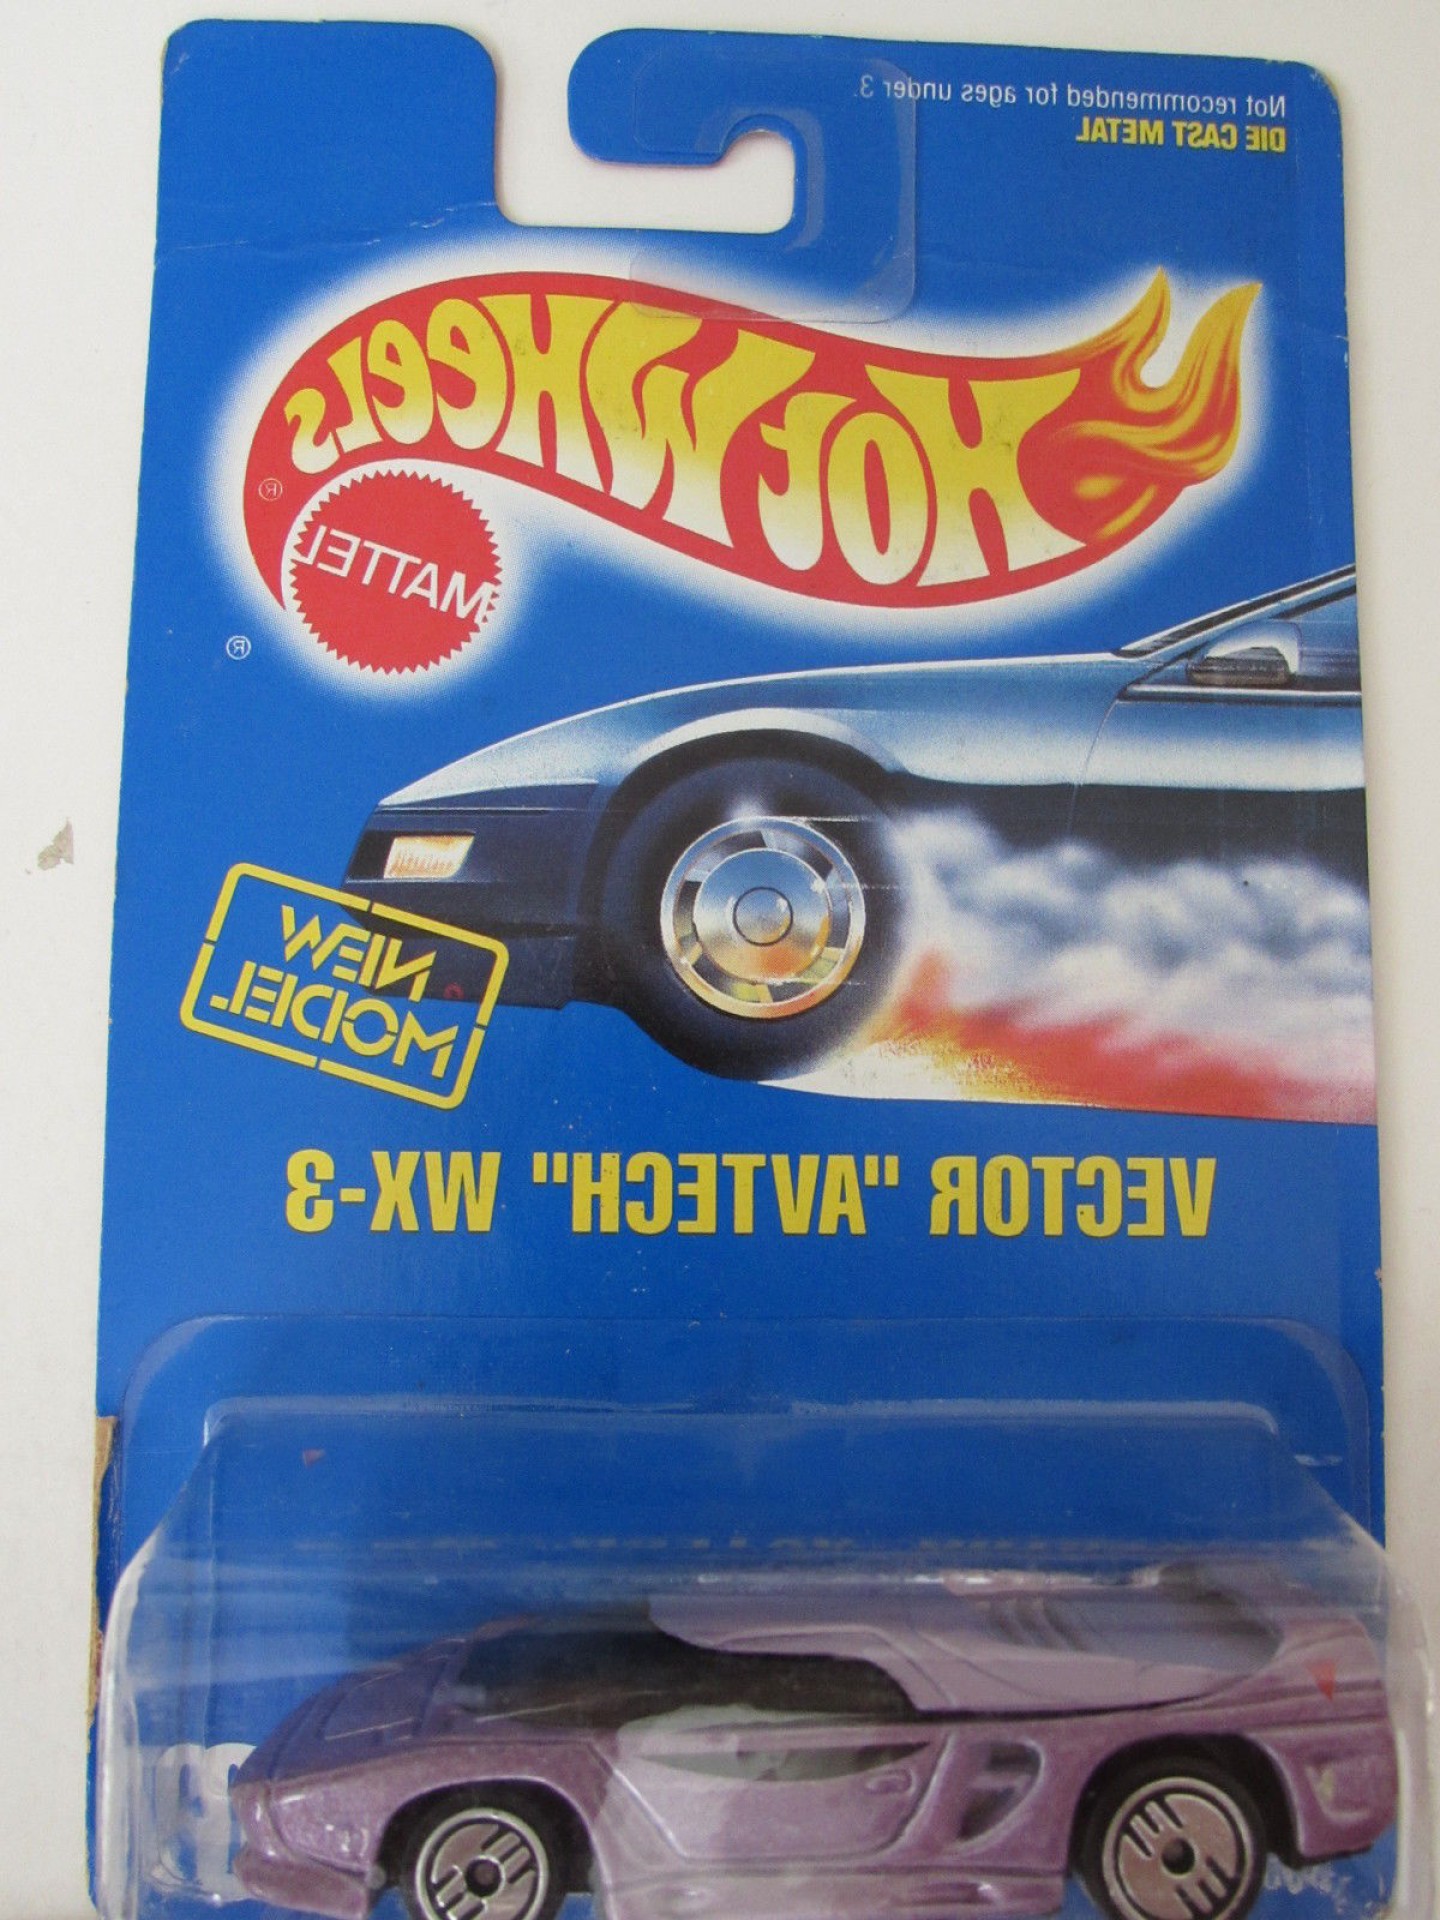 Not recommended for ages under 3.
DIE CAST METAL
HOT WHEELS
®
MATTEL
®
NEW
MODEL
VECTOR "AVTECH" WX-3